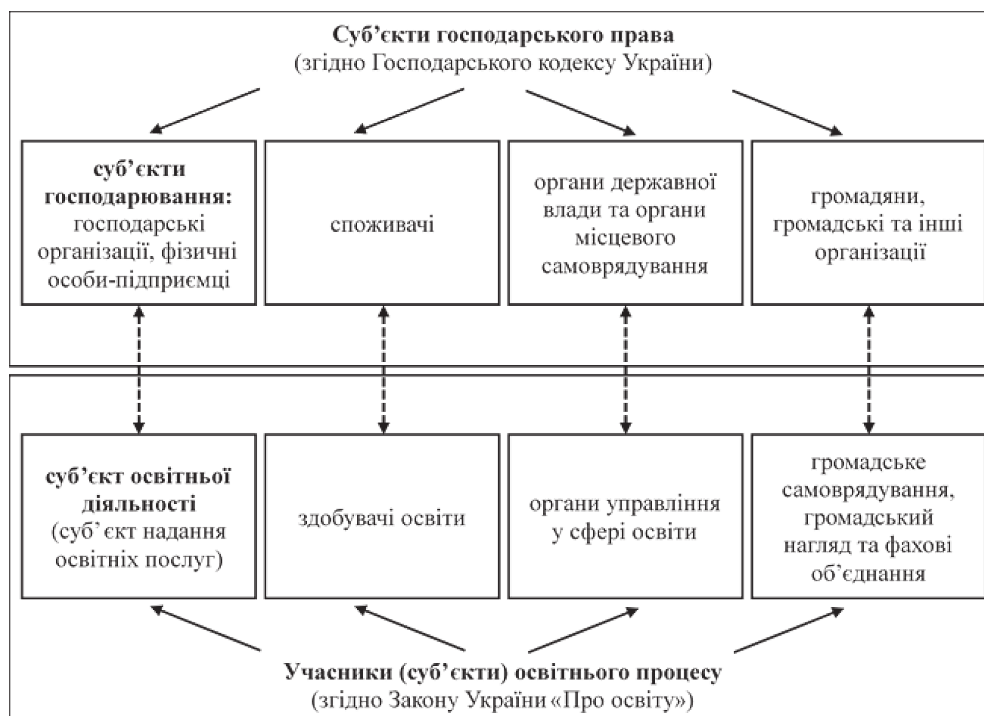 Суб’єкти господарського права
(згідно Господарського кодексу України)
суб’єкти
господарювання:
господарські
організації, фізичні
особи-підприємці
споживачі
органи державної
влади та органи
місцевого
самоврядування
громадяни,
громадські та інші
організації
суб’єкт освітньої
діяльності
(суб’єкт надання
освітніх послуг)
здобувачі освіти
органи управління
у сфері освіти
громадське
самоврядування,
громадський
нагляд та фахові
об’єднання
Учасники (суб’єкти) освітнього процесу
(згідно Закону України «Про освіту»)